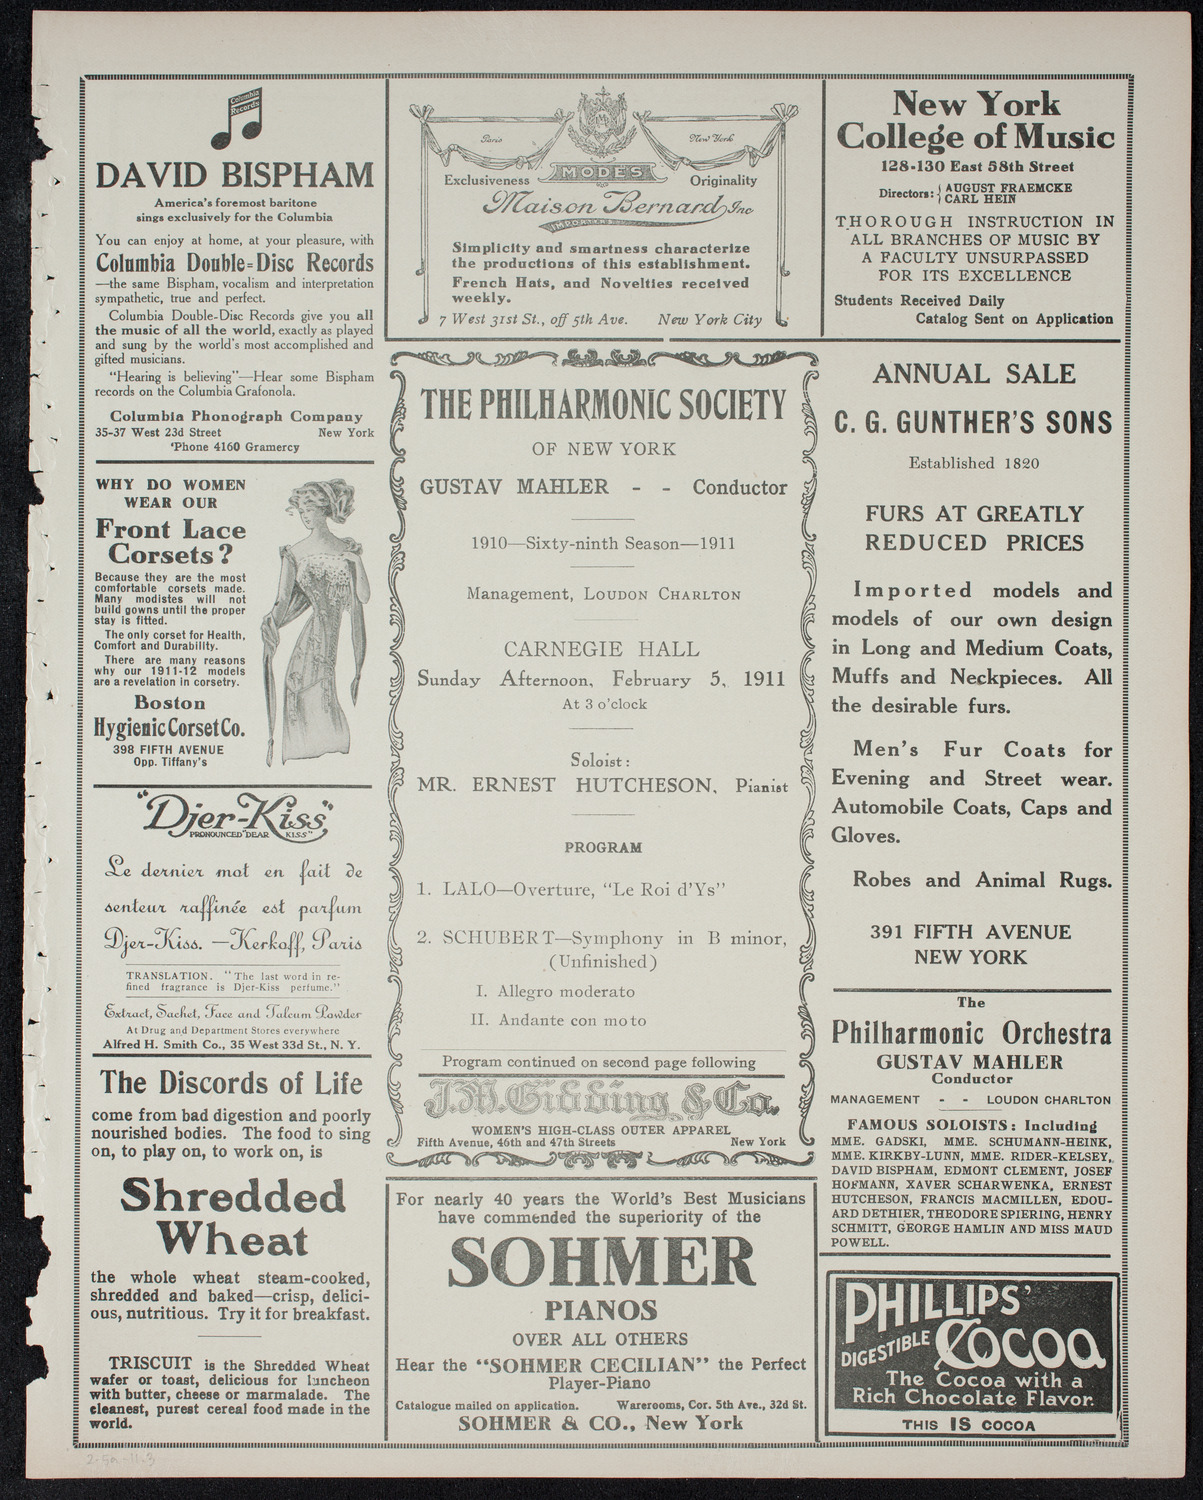 Columbia
Records
DAVID BISPHAM
America's foremost baritone
sings exclusively for the Columbia
You can enjoy at home, at your pleasure, with
Columbia Double=Disc Records
—the same Bispham, vocalism and interpretation
sympathetic, true and perfect.
Columbia Double-Disc Records give you all
the music of all the world, exactly as played
and sung by the world's most accomplished and
gifted musicians.
"Hearing is believing"—Hear some Bispham
records on the Columbia Grafonola.
Columbia Phonograph Company
35-37 West 23d Street New York
'Phone 4160 Gramercy
WHY DO WOMEN
WEAR OUR
Front Lace
Corsets?
Because they are the most
comfortable corsets made.
Many modistes will not
build gowns until the proper
stay is fitted.
The only corset for Health,
Comfort and Durability.
There are many reasons
why our 1911-12 models
are a revelation in corsetry.
Boston
Hygienic Corset Co.
398 FIFTH AVENUE
Opp. Tiffany's
"Djer-Kiss"
PRONOUNCED "DEAR KISS"
Le dernier mot en fait de
senteur raffinée est parfum
Djer-Kiss. —Kerkoff, Paris
TRANSLATION. "The last word in re-
fined fragrance is Djer-Kiss perfume."
Extract, Sachet, Face and Talcum Powder
At Drug and Department Stores everywhere
Alfred H. Smith Co., 35 West 33d St., N. Y.
The Discords of Life
come from bad digestion and poorly
nourished bodies. The food to sing
on, to play on, to work on, is
Shredded
Wheat
the whole wheat steam-cooked,
shredded and baked—crisp, delici-
ous, nutritious. Try it for breakfast.
TRISCUIT is the Shredded Wheat
wafer or toast, delicious for luncheon
with butter, cheese or marmalade. The
cleanest, purest cereal food made in the
world.
Paris New York
MODES
Exclusiveness Originality
Maison Bernard Inc
Simplicity and smartness characterize
the productions of this establishment.
French Hats, and Novelties received
weekly.
7 West 31st St., off 5th Ave. New York City
THE PHILHARMONIC SOCIETY
OF NEW YORK
GUSTAV MAHLER - - Conductor
1910—Sixty-ninth Season—1911
Management, LOUDON CHARLTON
CARNEGIE HALL
Sunday Afternoon, February 5, 1911
At 3 o'clock
Soloist:
MR. ERNEST HUTCHESON, Pianist
PROGRAM
1. LALO—Overture, "Le Roi d'Ys"
2. SCHUBERT—Symphony in B minor,
(Unfinished)
I. Allegro moderato
II. Andante con moto
Program continued on second page following
J.M. Gidding & Co.
WOMEN'S HIGH-CLASS OUTER APPAREL
Fifth Avenue, 46th and 47th Streets New York
For nearly 40 years the World's Best Musicians
have commended the superiority of the
SOHMER
PIANOS
OVER ALL OTHERS
Hear the "SOHMER CECILIAN" the Perfect
Player-Piano
Catalogue mailed on application. Warerooms, Cor. 5th Ave., 32d St.
SOHMER & CO., New York
New York
College of Music
128-130 East 58th Street
Directors: { AUGUST FRAEMCKE
CARL HEIN
THOROUGH INSTRUCTION IN
ALL BRANCHES OF MUSIC BY
A FACULTY UNSURPASSED
FOR ITS EXCELLENCE
Students Received Daily
Catalog Sent on Application
ANNUAL SALE
C. G. GUNTHER'S SONS
Established 1820
FURS AT GREATLY
REDUCED PRICES
Imported models and
models of our own design
in Long and Medium Coats,
Muffs and Neckpieces. All
the desirable furs.
Men's Fur Coats for
Evening and Street wear.
Automobile Coats, Caps and
Gloves.
Robes and Animal Rugs.
391 FIFTH AVENUE
NEW YORK
The
Philharmonic Orchestra
GUSTAV MAHLER
Conductor
MANAGEMENT - - LOUDON CHARLTON
FAMOUS SOLOISTS: Including
MME. GADSKI, MME. SCHUMANN-HEINK,
MME. KIRKBY-LUNN, MME. RIDER-KELSEY,
DAVID BISPHAM, EDMONT CLEMENT, JOSEF
HOFMANN, XAVER SCHARWENKA, ERNEST
HUTCHESON, FRANCIS MACMILLEN, EDOU-
ARD DETHIER, THEODORE SPIERING, HENRY
SCHMITT, GEORGE HAMLIN AND MISS MAUD
POWELL.
PHILLIPS'
DIGESTIBLE COCOA
The Cocoa with a
Rich Chocolate Flavor.
THIS IS COCOA